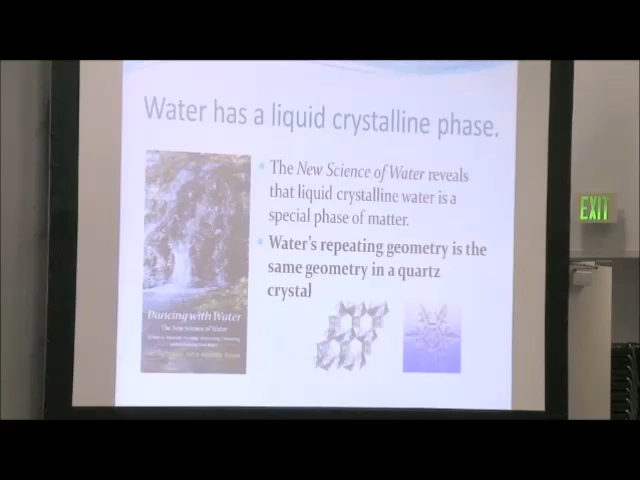 Water has a liquid crystalline phase.
• The New Science of Water reveals
that liquid crystalline water is a
special phase of matter.
• Water's repeating geometry is the
same geometry in a quartz
crystal
Dancing with Water
The New Science of Water
EXIT